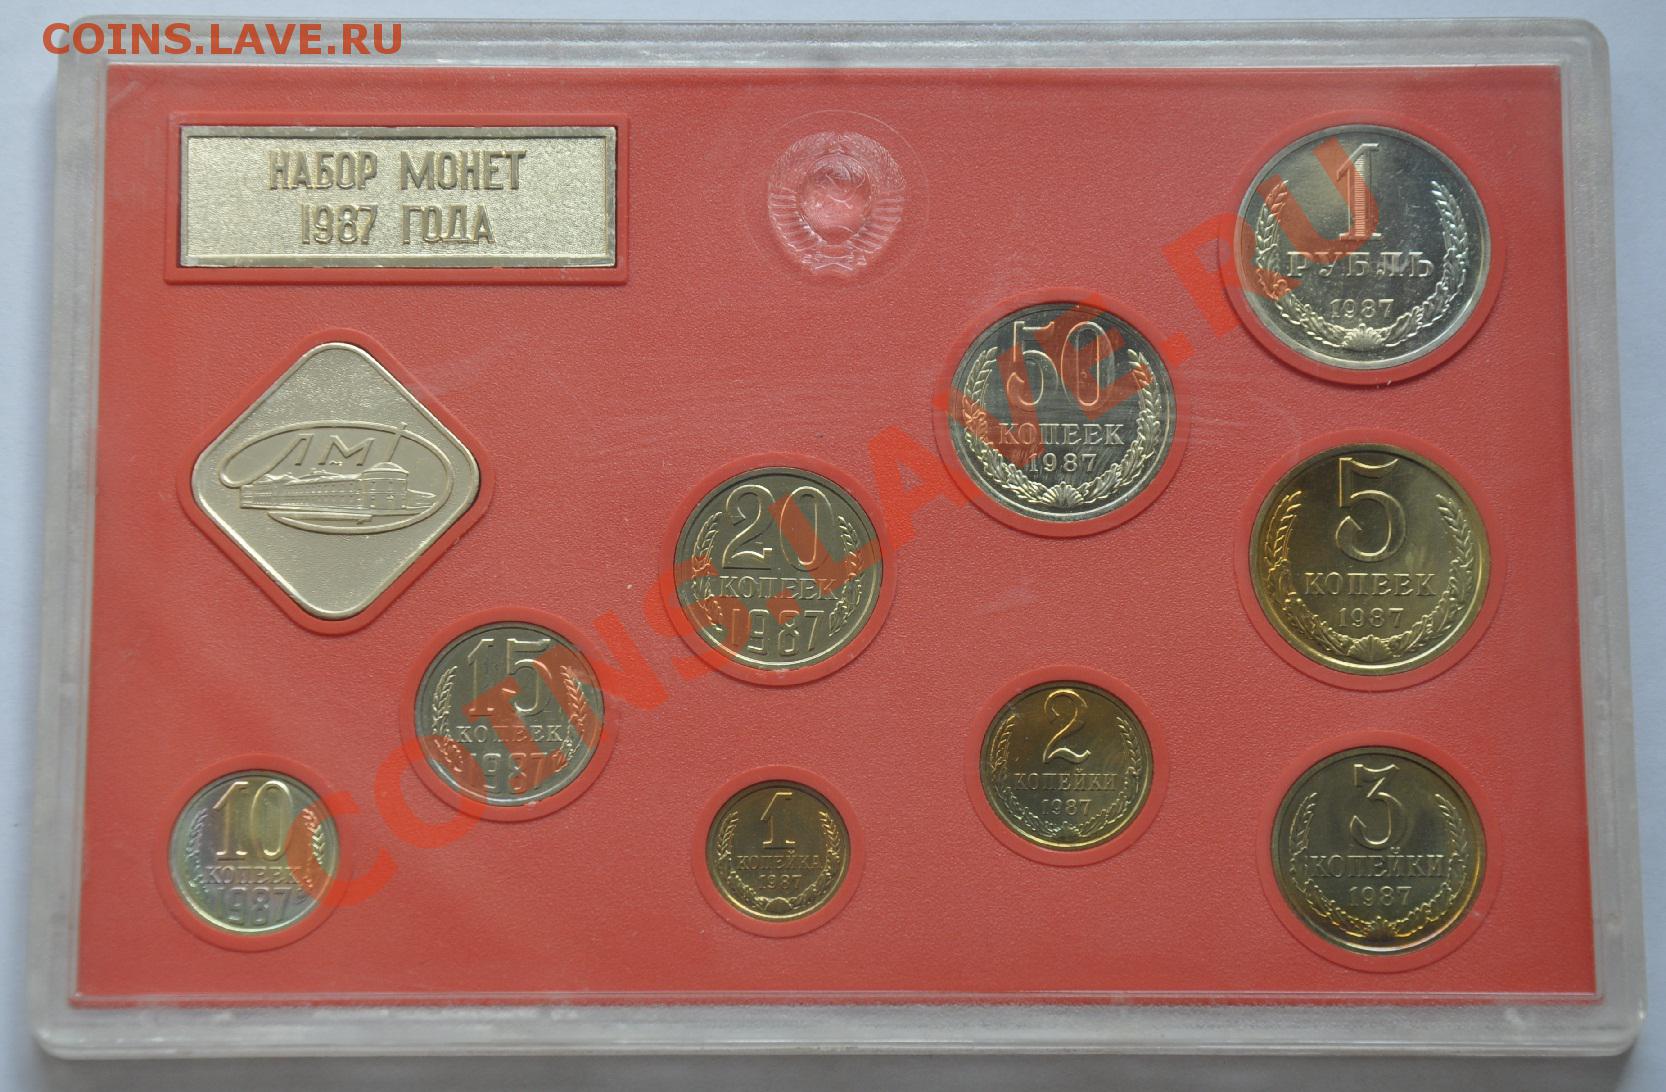 COINS.LAVE.RU
НАБОР МОНЕТ
1987 ГОДА
1
РУБЛЬ
1987
50
КОПЕЕК
1987
ЛМД
20
КОПЕЕК
1987
5
КОПЕЕК
1987
15
КОПЕЕК
1987
2
КОПЕЙКИ
1987
10
КОПЕЕК
1987
1
КОПЕЙКА
1987
3
КОПЕЙКИ
1987
COINS.LAVE.RU